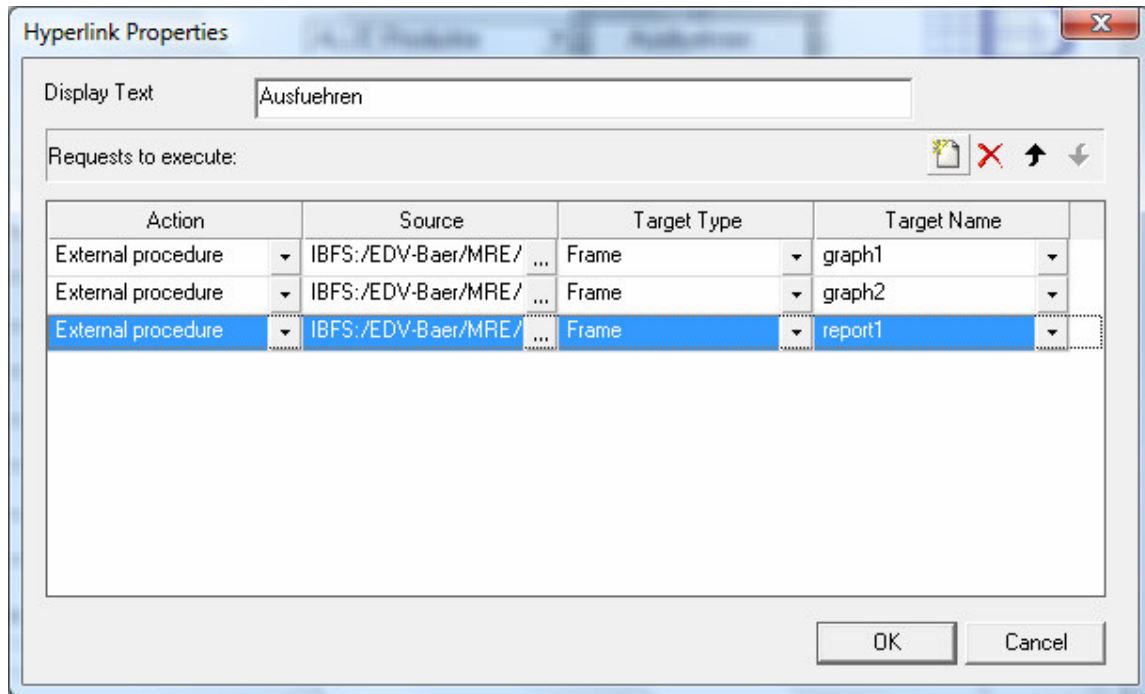 Hyperlink Properties
Display Text Ausfuehren
Requests to execute:
Action Source Target Type Target Name
External procedure IBFS:/EDV-Baer/MRE/ ... Frame graph1
External procedure IBFS:/EDV-Baer/MRE/ ... Frame graph2
External procedure IBFS:/EDV-Baer/MRE/ ... Frame report1
OK Cancel